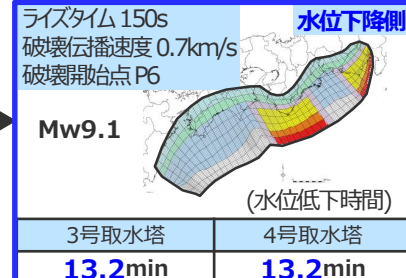 ライズタイム 150s
水位下降側
破壊伝播速度 0.7km/s
破壊開始点 P6
Mw9.1
(水位低下時間)
3号取水塔 4号取水塔
13.2min 13.2min